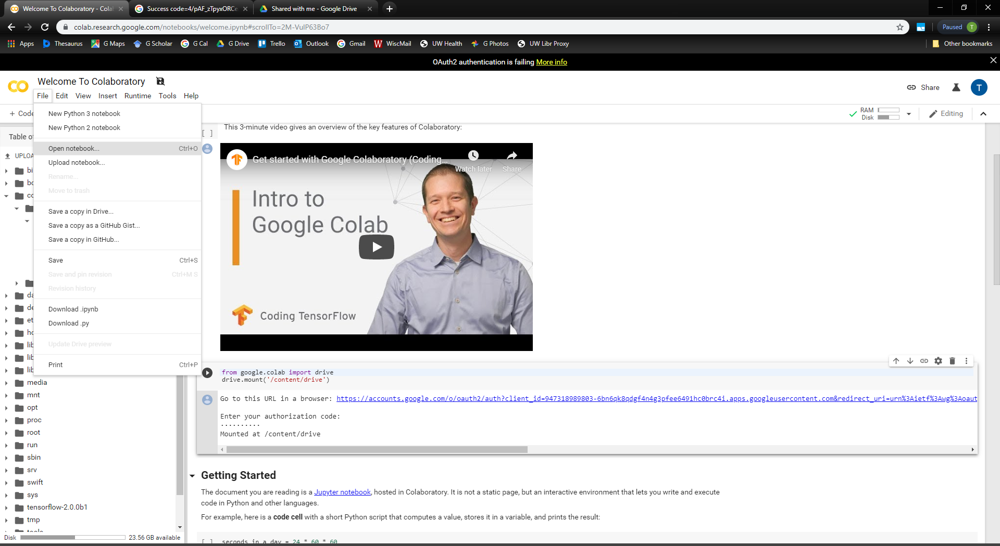 Welcome To Colaboratory - Cola
Success code=4/pAF_zTpyxORCe
Shared with me - Google Drive
colab.research.google.com/notebooks/welcome.ipynb#scrollTo=2M-VulP63Bo7
Paused T
Apps Thesaurus G Maps G Scholar G Cal G Drive Trello Outlook Gmail WiscMail UW Health G Photos UW Libr Proxy Other bookmarks
OAuth2 authentication is failing More info
Welcome To Colaboratory
Share T
File Edit View Insert Runtime Tools Help
+ Code
RAM
Disk
Editing
New Python 3 notebook
New Python 2 notebook
Open notebook... Ctrl+O
Upload notebook...
Rename...
Move to trash
Save a copy in Drive...
Save a copy as a GitHub Gist...
Save a copy in GitHub...
Save Ctrl+S
Save and pin revision Ctrl+M S
Revision history
Download .ipynb
Download .py
Update Drive preview
Print Ctrl+P
Table o
UPLOA
bi
bo
co
da
de
et
ho
lib
lib
lib
media
mnt
opt
proc
root
run
sbin
srv
swift
sys
tensorflow-2.0.0b1
tmp
tools
Disk 23.56 GB available
This 3-minute video gives an overview of the key features of Colaboratory:
[ ]
Get started with Google Colaboratory (Coding...
Watch later Share
Intro to
Google Colab
Coding TensorFlow
from google.colab import drive
drive.mount('/content/drive')
Go to this URL in a browser: https://accounts.google.com/o/oauth2/auth?client_id=947318989803-6bn6qk8qdgf4n4g3pfee6491hc0brc4i.apps.googleusercontent.com&redirect_uri=urn%3Aietf%3Awg%3Aoaut
Enter your authorization code:
··········
Mounted at /content/drive
Getting Started
The document you are reading is a Jupyter notebook, hosted in Colaboratory. It is not a static page, but an interactive environment that lets you write and execute
code in Python and other languages.
For example, here is a code cell with a short Python script that computes a value, stores it in a variable, and prints the result:
[ ] seconds_in_a_day = 24 * 60 * 60